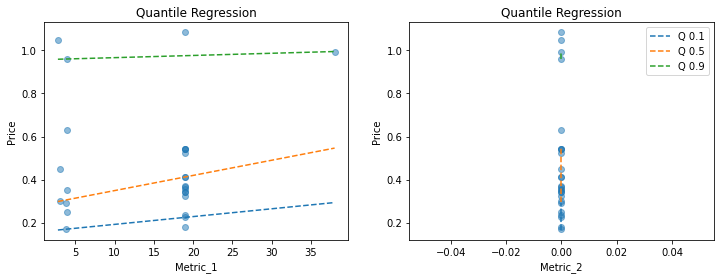 Quantile Regression
Price
1.0
0.8
0.6
0.4
0.2
5
10
15
20
25
30
35
Metric_1
Quantile Regression
Price
1.0
0.8
0.6
0.4
0.2
−0.04
−0.02
0.00
0.02
0.04
Metric_2
Q 0.1
Q 0.5
Q 0.9